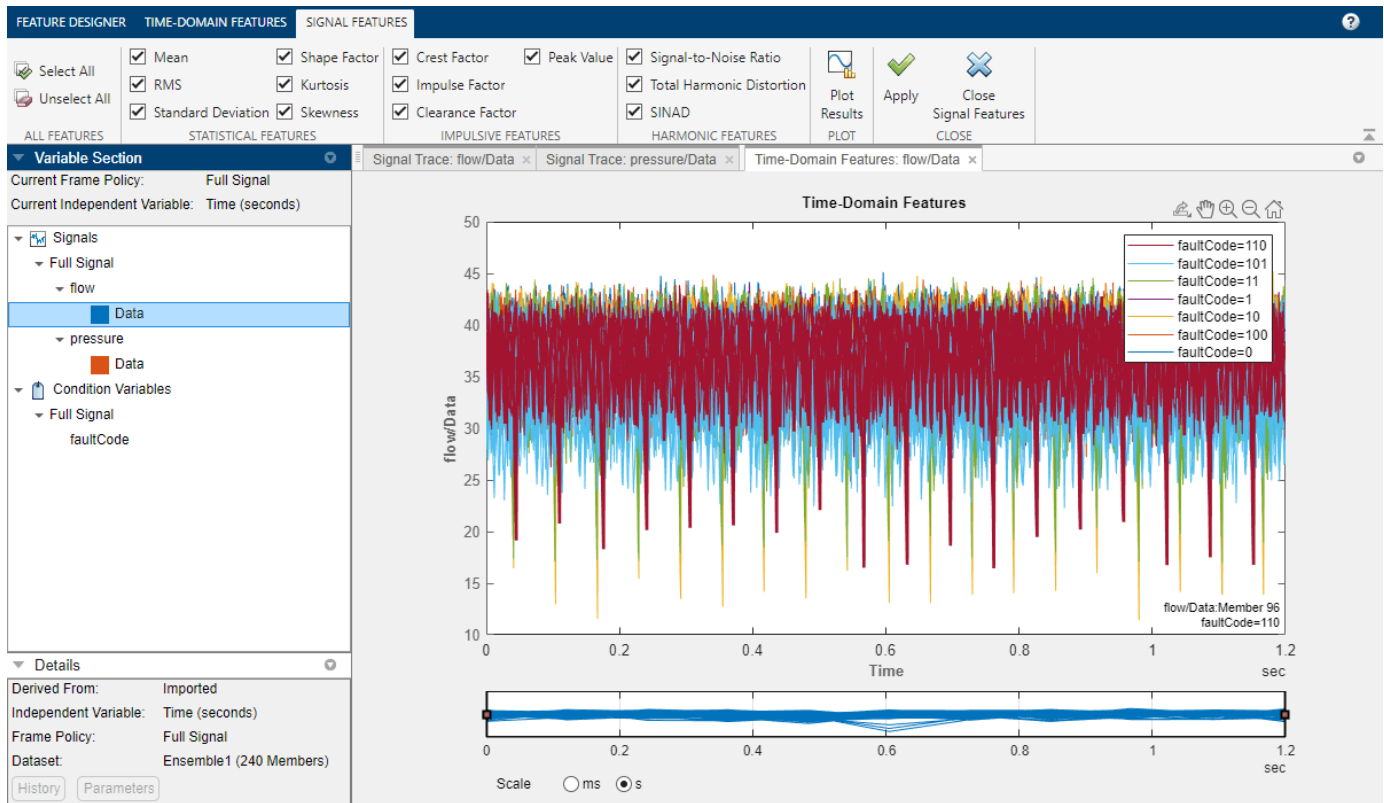 FEATURE DESIGNER TIME-DOMAIN FEATURES SIGNAL FEATURES ?
Select All
Unselect All
ALL FEATURES
Mean Shape Factor
RMS Kurtosis
Standard Deviation Skewness
STATISTICAL FEATURES
Crest Factor Peak Value
Impulse Factor
Clearance Factor
IMPULSIVE FEATURES
Signal-to-Noise Ratio
Total Harmonic Distortion
SINAD
HARMONIC FEATURES
Plot
Results
PLOT
Apply
Close
Signal Features
CLOSE
Variable Section
Current Frame Policy: Full Signal
Current Independent Variable: Time (seconds)
Signals
Full Signal
flow
Data
pressure
Data
Condition Variables
Full Signal
faultCode
Details
Derived From: Imported
Independent Variable: Time (seconds)
Frame Policy: Full Signal
Dataset: Ensemble1 (240 Members)
History Parameters
Signal Trace: flow/Data × Signal Trace: pressure/Data × Time-Domain Features: flow/Data ×
Time-Domain Features
50
45
40
35
30
25
20
15
10
flow/Data
faultCode=110
faultCode=101
faultCode=11
faultCode=1
faultCode=10
faultCode=100
faultCode=0
flow/Data:Member 96
faultCode=110
0 0.2 0.4 0.6 0.8 1 1.2
Time
sec
0 0.2 0.4 0.6 0.8 1 1.2
sec
Scale ms s